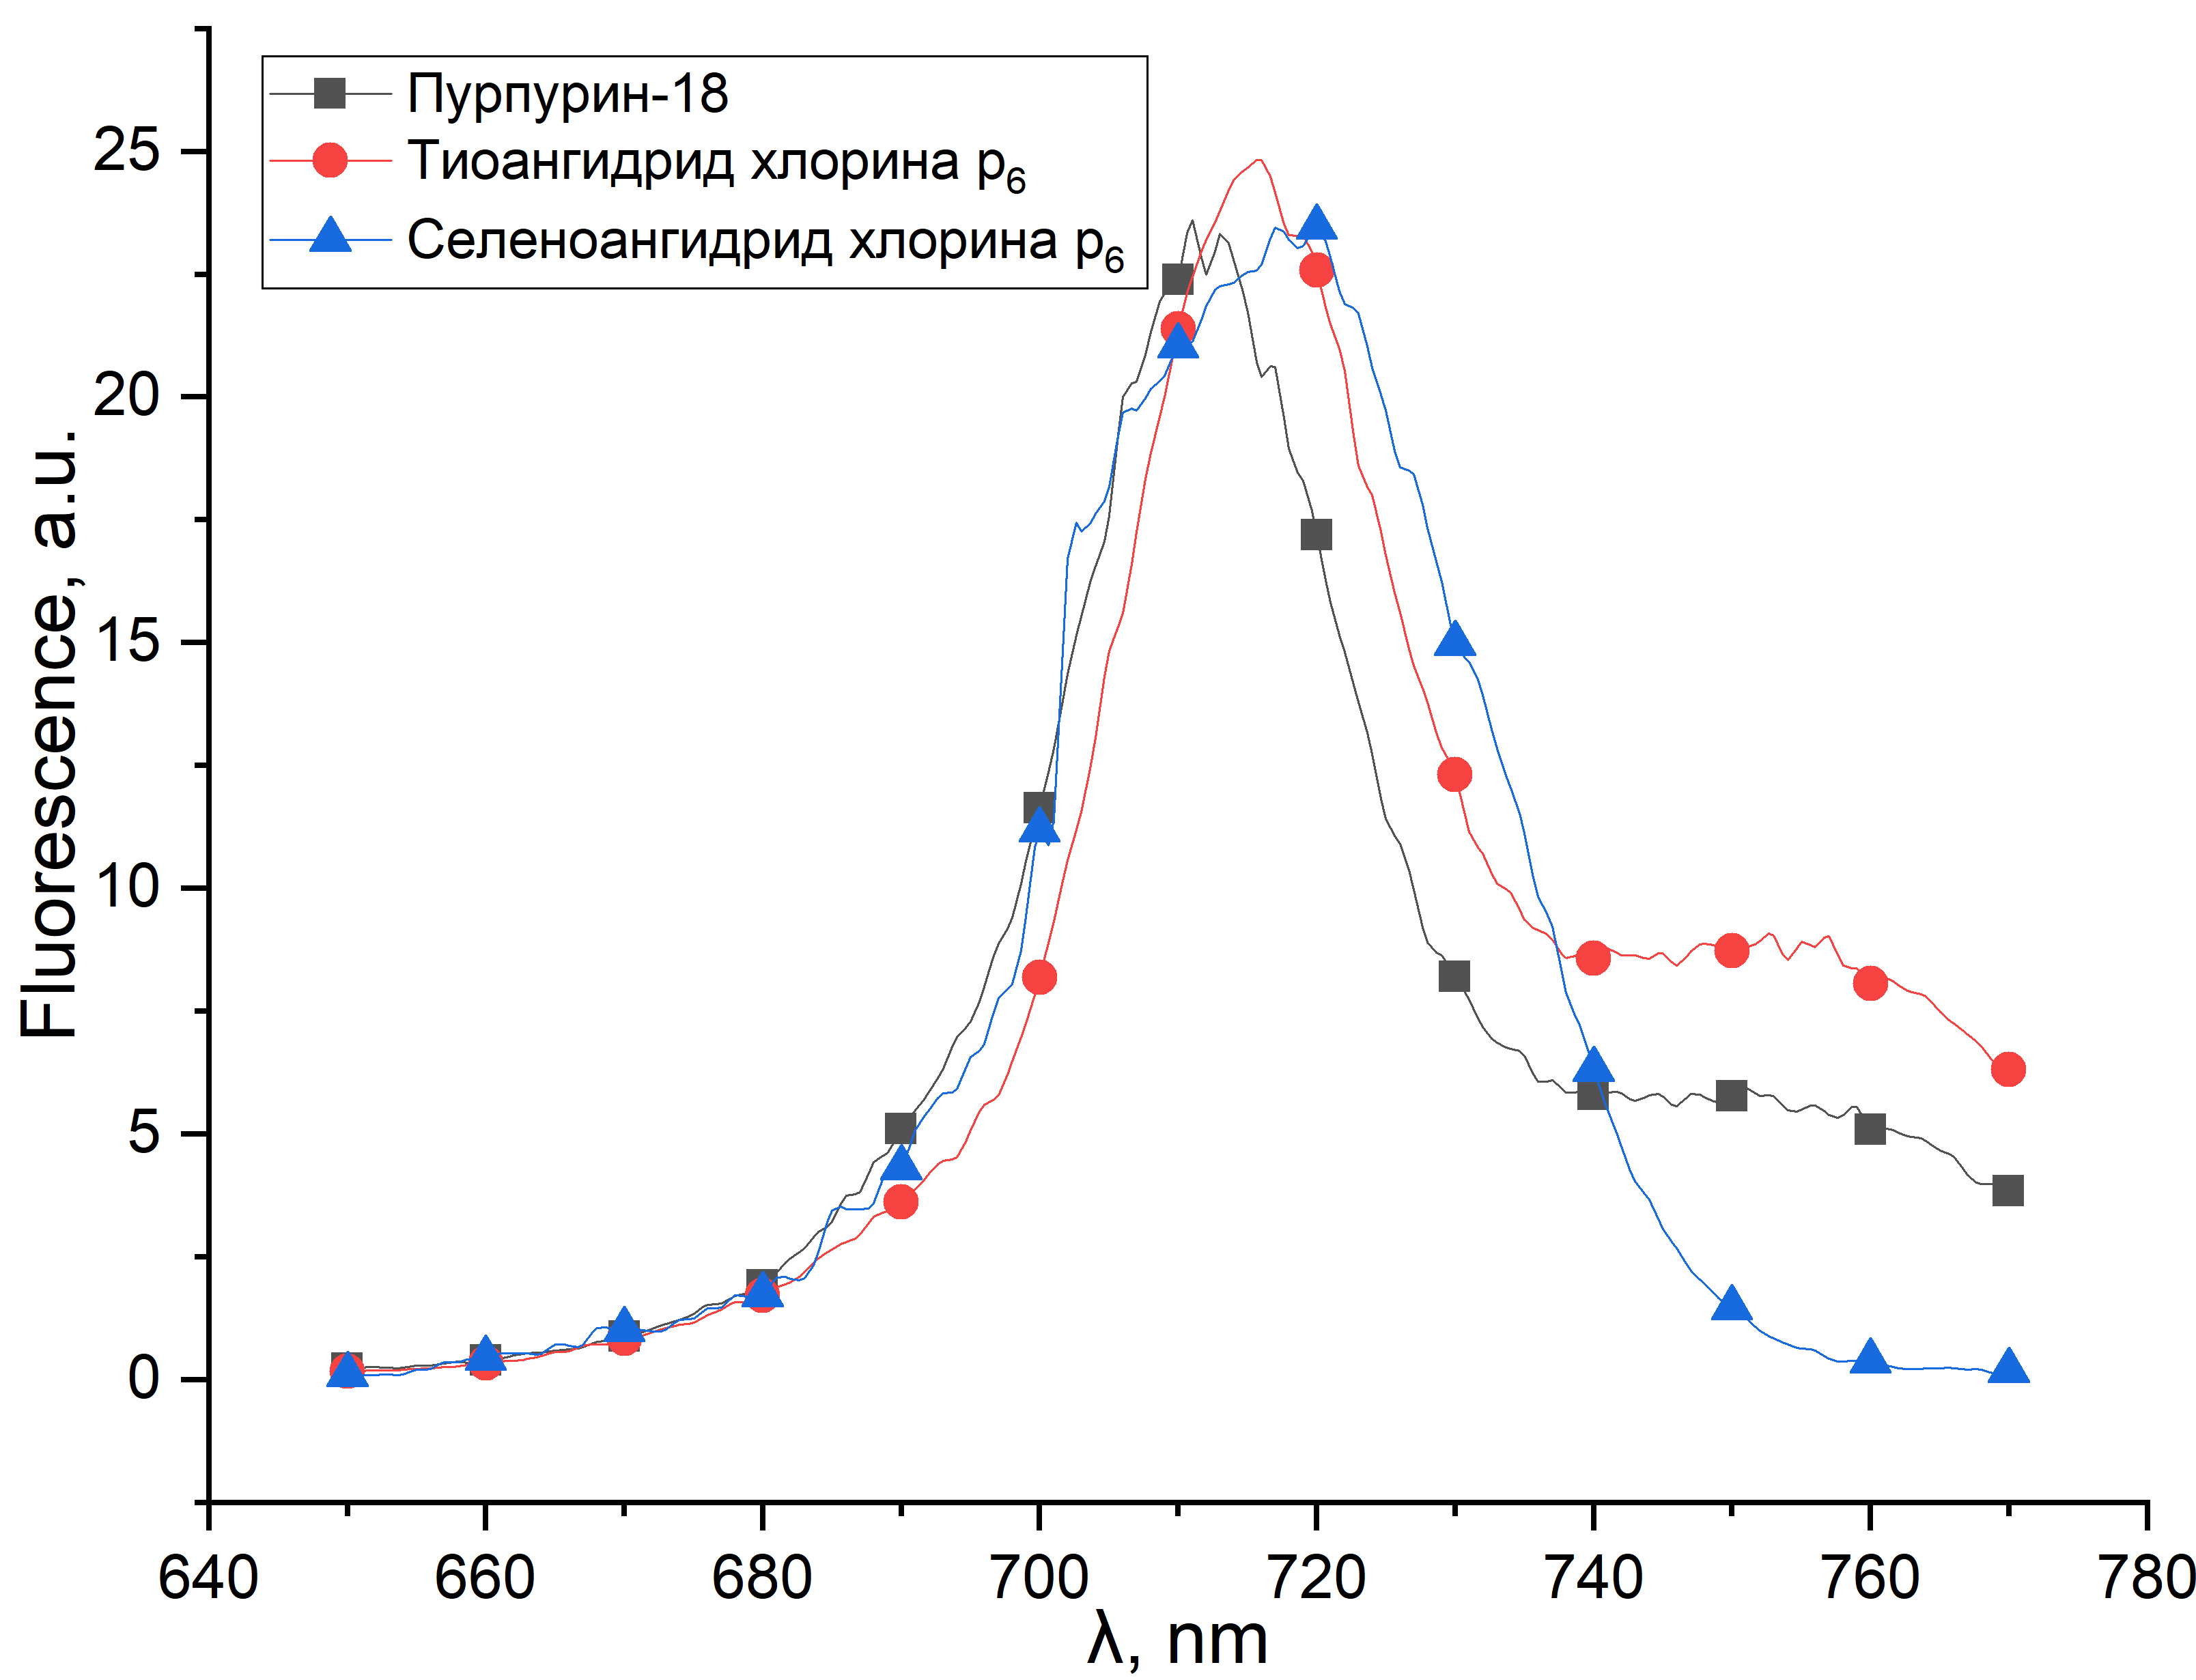 Пурпурин-18
Тиоангидрид хлорина p₆
Селеноангидрид хлорина p₆
25
20
15
10
5
0
Fluorescence, a.u.
640 660 680 700 720 740 760 780
λ, nm